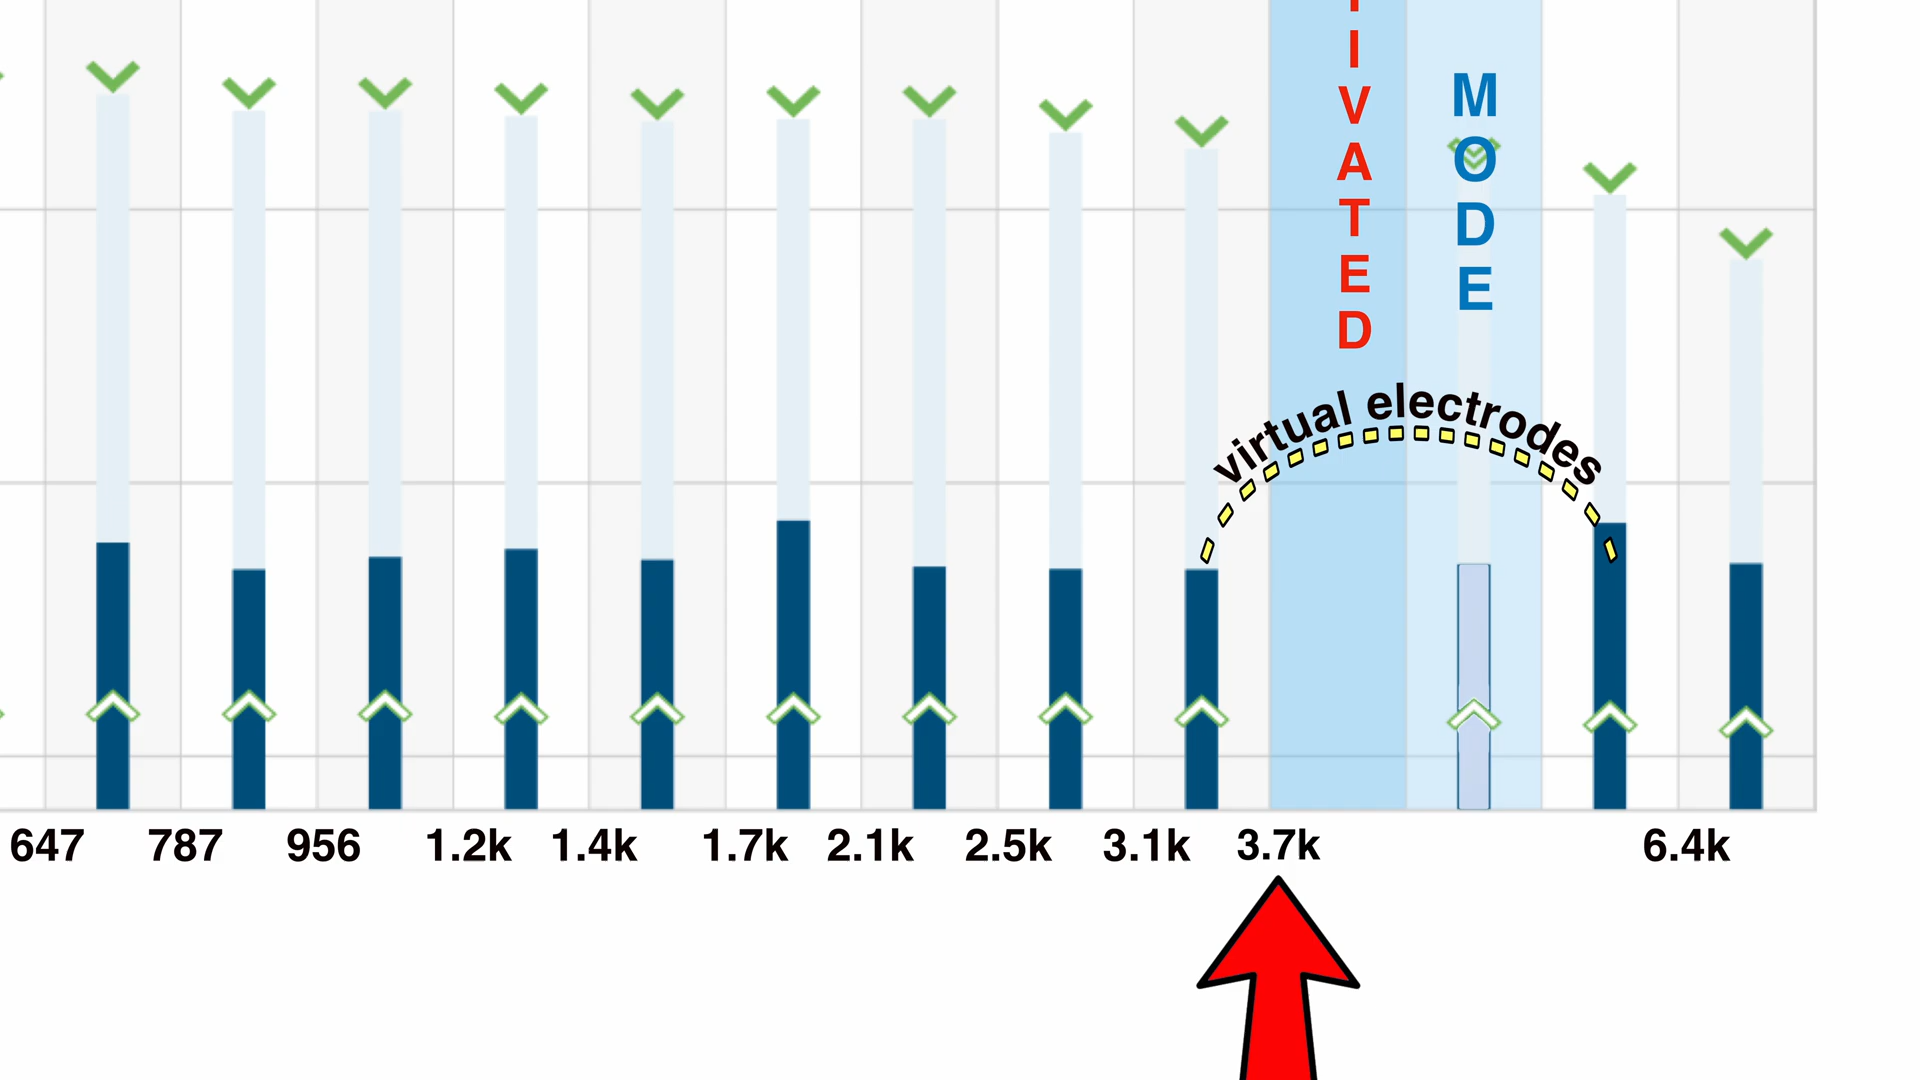 IVATED
MODE
virtual electrodes
647 787 956 1.2k 1.4k 1.7k 2.1k 2.5k 3.1k 3.7k 6.4k